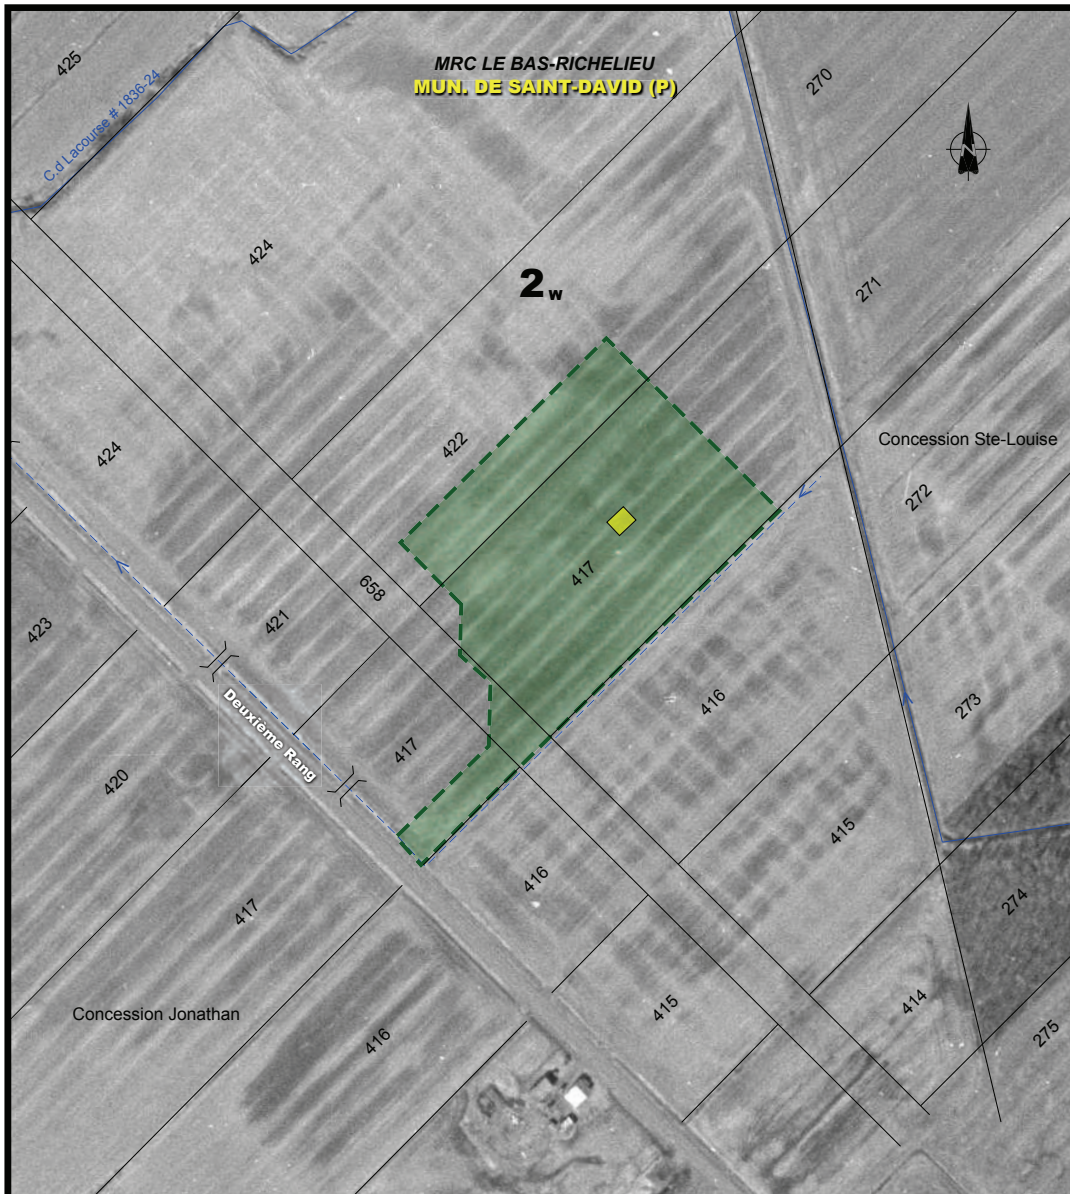 MRC LE BAS-RICHELIEU
MUN. DE SAINT-DAVID (P)
425
C.d Lacourse # 1836-24
270
N
424
2w
271
Concession Ste-Louise
424
422
272
658
417
423
421
416
273
Deuxième Rang
417
420
415
416
417
274
Concession Jonathan
415
414
416
275